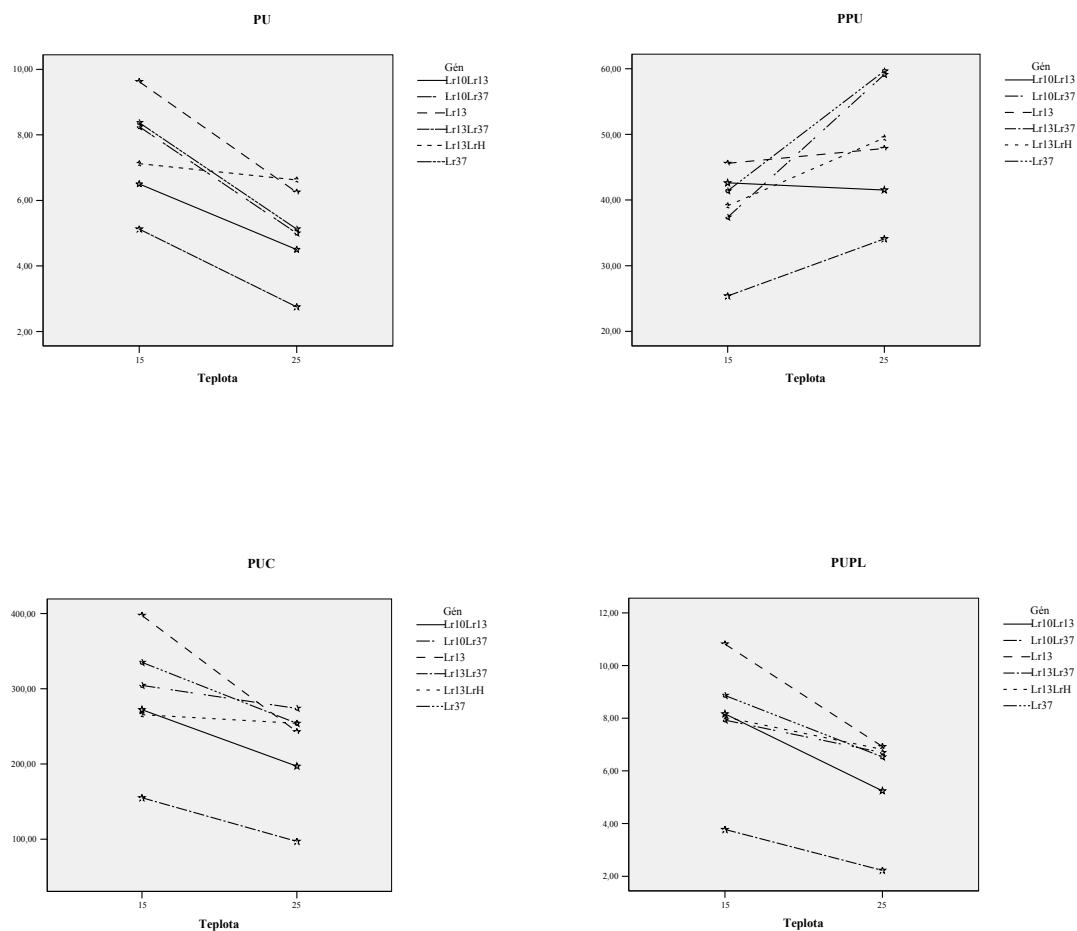 PU
10,00
8,00
6,00
4,00
2,00
15
25
Teplota
Gén
Lr10Lr13
Lr10Lr37
Lr13
Lr13Lr37
Lr13LrH
Lr37
PPU
60,00
50,00
40,00
30,00
20,00
15
25
Teplota
Gén
Lr10Lr13
Lr10Lr37
Lr13
Lr13Lr37
Lr13LrH
Lr37
PUC
400,00
300,00
200,00
100,00
15
25
Teplota
Gén
Lr10Lr13
Lr10Lr37
Lr13
Lr13Lr37
Lr13LrH
Lr37
PUPL
12,00
10,00
8,00
6,00
4,00
2,00
15
25
Teplota
Gén
Lr10Lr13
Lr10Lr37
Lr13
Lr13Lr37
Lr13LrH
Lr37